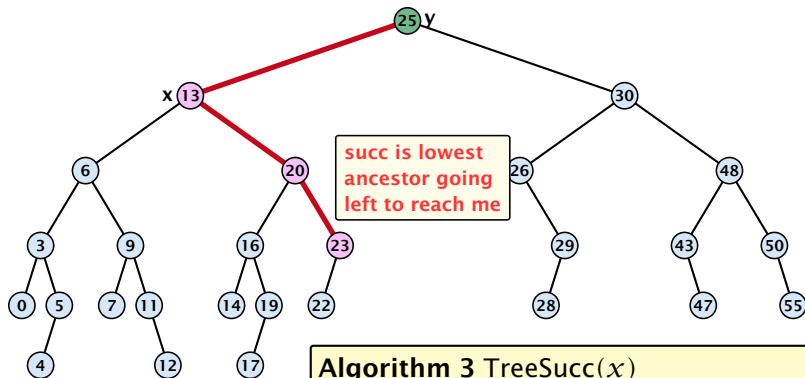 25 y
x 13 30
6 20 succ is lowest 26 48
ancestor going
left to reach me
3 9 16 23 29 43 50
0 5 7 11 14 19 22 28 47 55
4 12 17
Algorithm 3 TreeSucc(x)